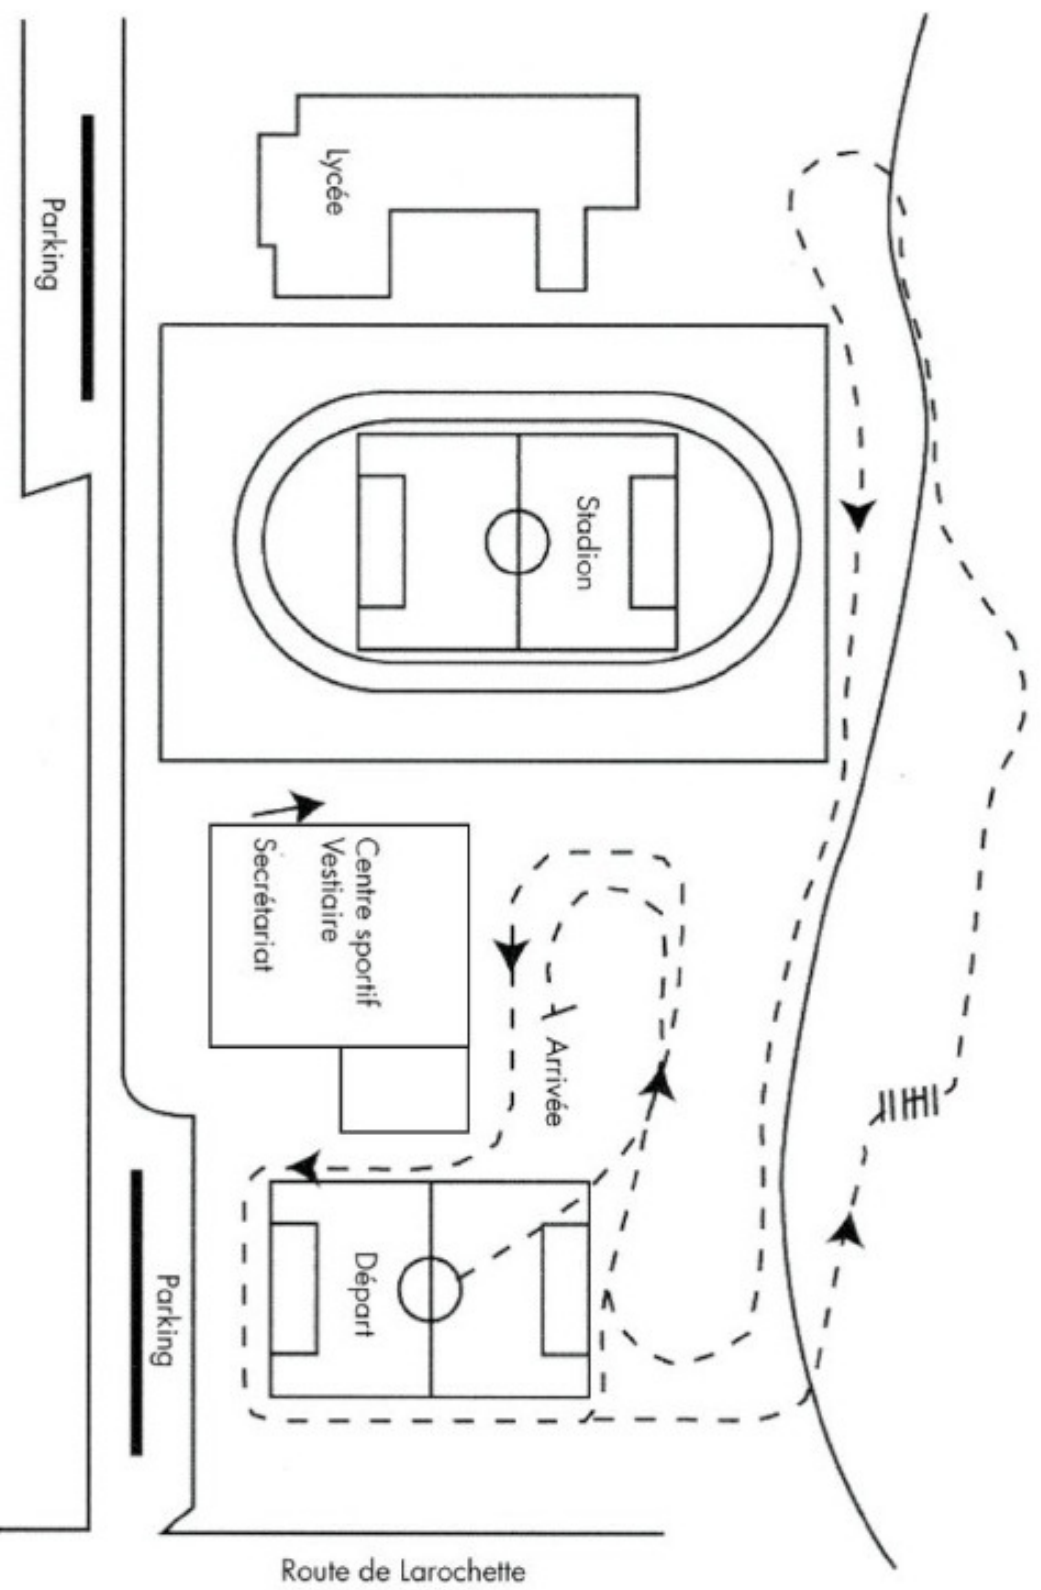 Lycée
Parking
Stadion
Centre sportif
Vestiaire
Secrétariat
Arrivée
Départ
Parking
Route de Larochette